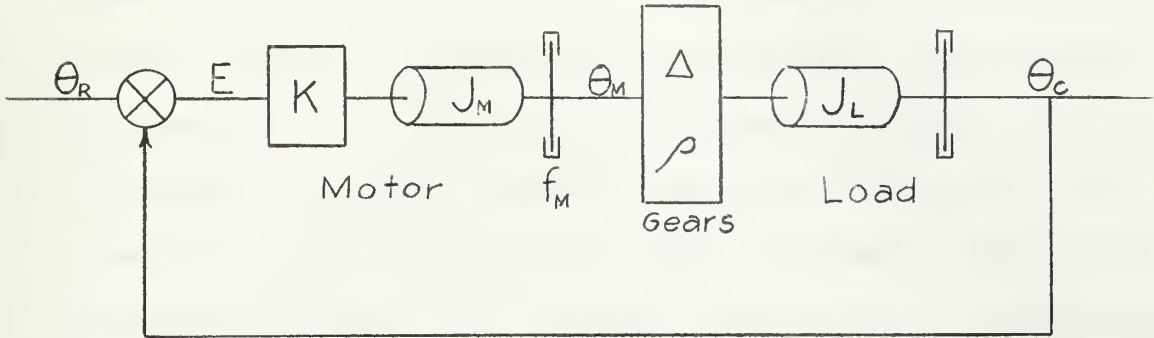 θR E K JM θM Δ JL θC
ρ
Motor fM Load
Gears